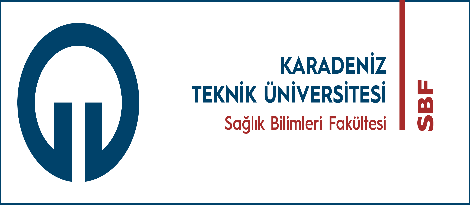 KARADENİZ
TEKNİK ÜNİVERSİTESİ
Sağlık Bilimleri Fakültesi
SBF